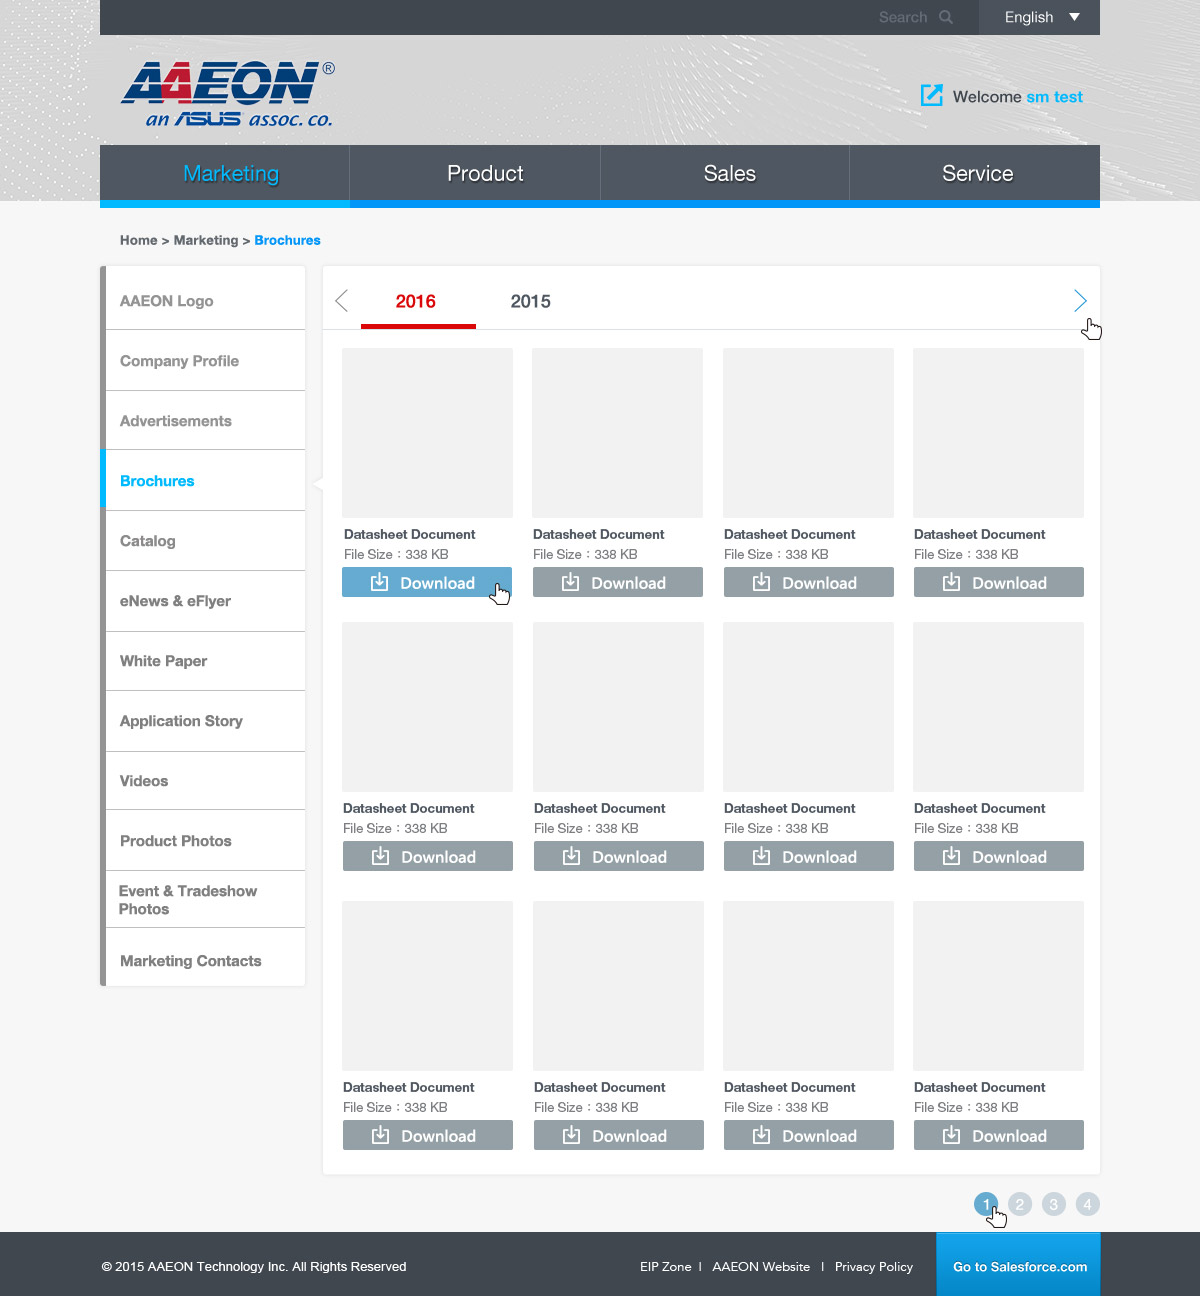 Search
English
AAEON®
an ASUS assoc. co.
Welcome sm test
Marketing
Product
Sales
Service
Home > Marketing > Brochures
AAEON Logo
Company Profile
Advertisements
Brochures
Catalog
eNews & eFlyer
White Paper
Application Story
Videos
Product Photos
Event & Tradeshow
Photos
Marketing Contacts
2016
2015
Datasheet Document
File Size：338 KB
Download
Datasheet Document
File Size：338 KB
Download
Datasheet Document
File Size：338 KB
Download
Datasheet Document
File Size：338 KB
Download
Datasheet Document
File Size：338 KB
Download
Datasheet Document
File Size：338 KB
Download
Datasheet Document
File Size：338 KB
Download
Datasheet Document
File Size：338 KB
Download
Datasheet Document
File Size：338 KB
Download
Datasheet Document
File Size：338 KB
Download
Datasheet Document
File Size：338 KB
Download
Datasheet Document
File Size：338 KB
Download
1 2 3 4
© 2015 AAEON Technology Inc. All Rights Reserved
EIP Zone | AAEON Website | Privacy Policy
Go to Salesforce.com